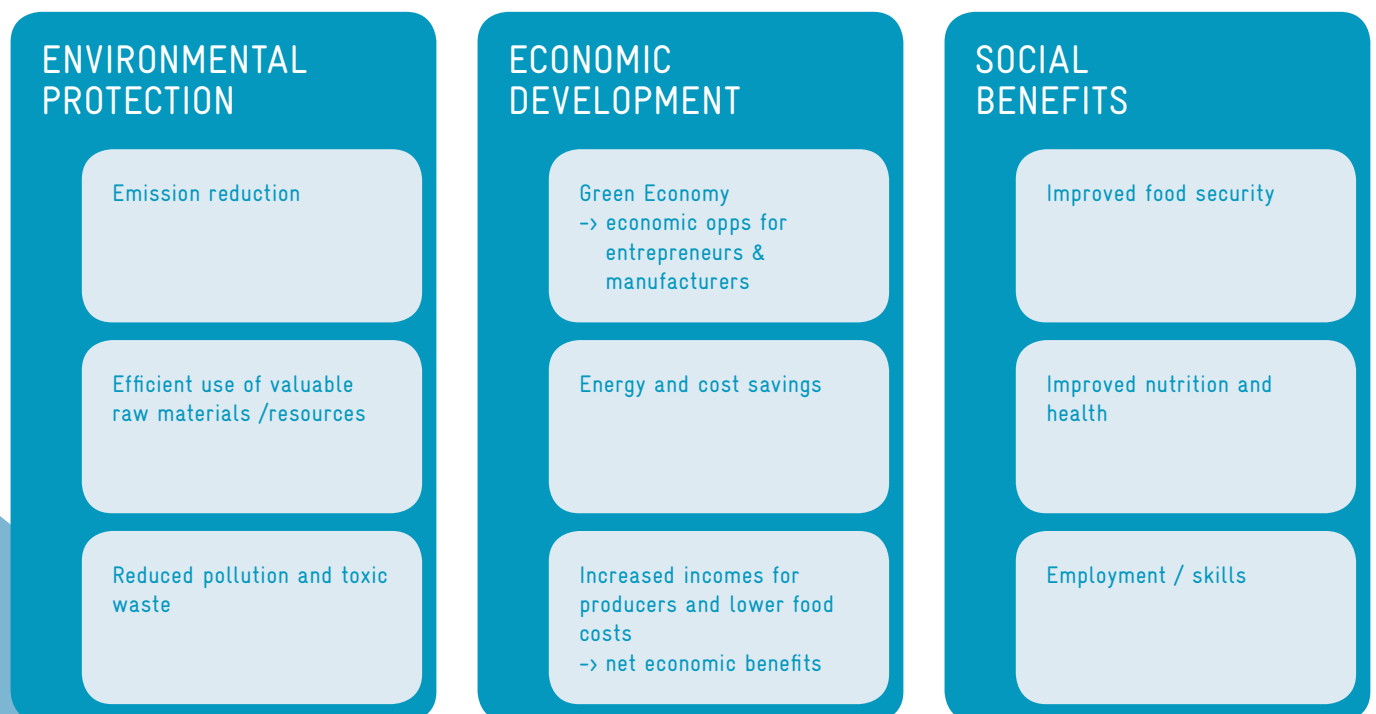 ENVIRONMENTAL
PROTECTION
Emission reduction
Efficient use of valuable
raw materials /resources
Reduced pollution and toxic
waste
ECONOMIC
DEVELOPMENT
Green Economy
-> economic opps for
entrepreneurs &
manufacturers
Energy and cost savings
Increased incomes for
producers and lower food
costs
-> net economic benefits
SOCIAL
BENEFITS
Improved food security
Improved nutrition and
health
Employment / skills